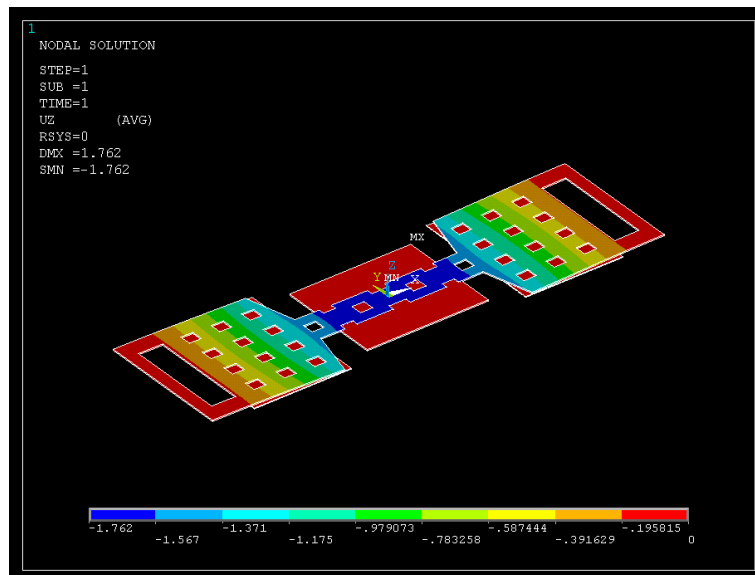 1
NODAL SOLUTION
STEP=1
SUB =1
TIME=1
UZ (AVG)
RSYS=0
DMX =1.762
SMN =-1.762
MX
Z
Y MN X
-1.762 -1.371 -.979073 -.587444 -.195815
-1.567 -1.175 -.783258 -.391629 0